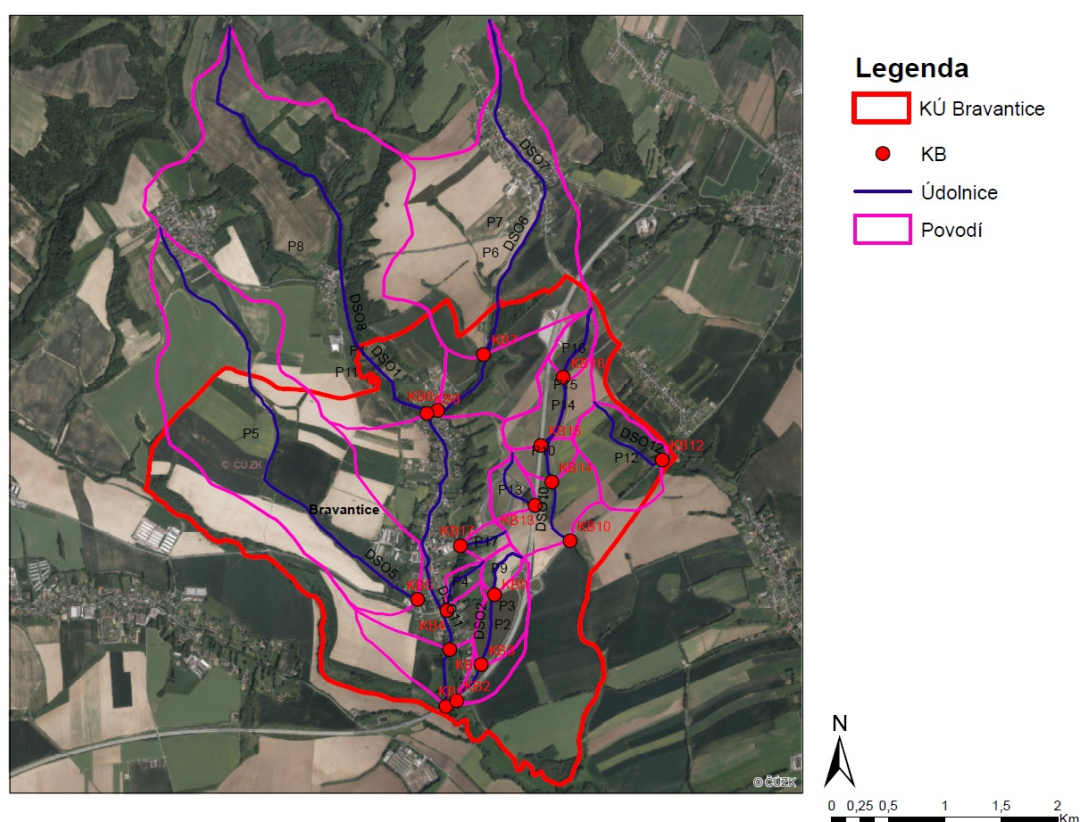 Legenda
KÚ Bravantice
KB
Údolnice
Povodí
DSO7
P7
DSO6
P6
P8
DSO8
DSO1
P11
KB7
P16
P15
P14
P5
© ČÚZK
KB15
P10
DSO12
KB12
P12
KB14
P13
DSO10
KB13
Bravantice
KB17
P17
KB10
DSO5
P4
P9
P3
DSO2
P2
KB4
KB2
© ČÚZK
N
0 0,25 0,5 1 1,5 2
Km